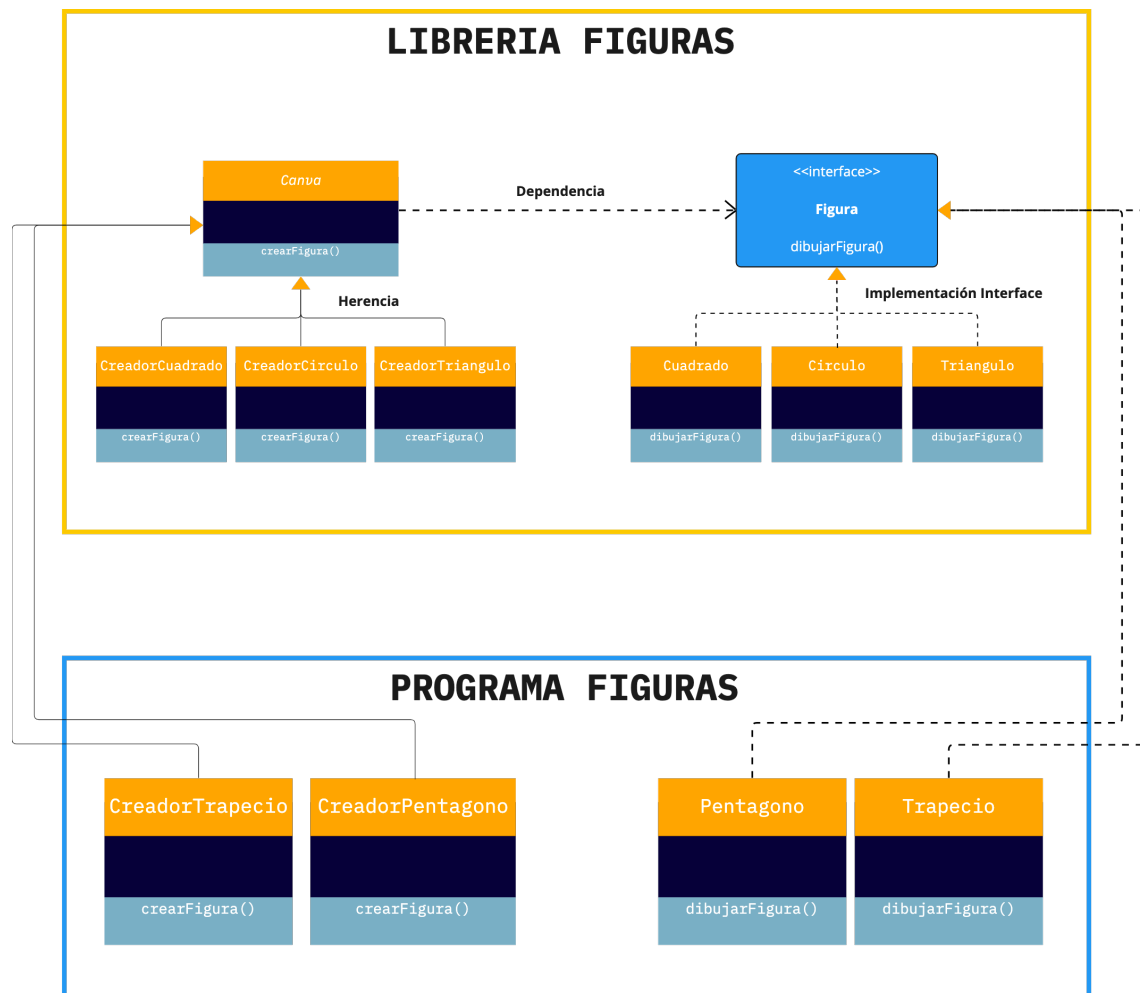 LIBRERIA FIGURAS
Canva
crearFigura()
Dependencia
<<interface>>
Figura
dibujarFigura()
Herencia
Implementación Interface
CreadorCuadrado
crearFigura()
CreadorCirculo
crearFigura()
CreadorTriangulo
crearFigura()
Cuadrado
dibujarFigura()
Circulo
dibujarFigura()
Triangulo
dibujarFigura()
PROGRAMA FIGURAS
CreadorTrapecio
crearFigura()
CreadorPentagono
crearFigura()
Pentagono
dibujarFigura()
Trapecio
dibujarFigura()